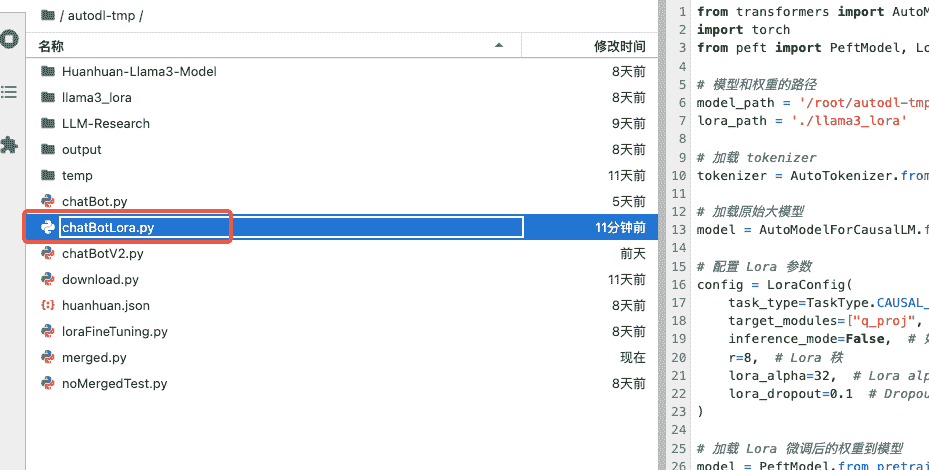 / autodl-tmp /
名称 修改时间
Huanhuan-Llama3-Model 8天前
llama3_lora 8天前
LLM-Research 9天前
output 8天前
temp 11天前
chatBot.py 5天前
chatBotLora.py 11分钟前
chatBotV2.py 前天
download.py 11天前
huanhuan.json 8天前
loraFineTuning.py 8天前
merged.py 现在
noMergedTest.py 8天前
1 from transformers import AutoM
2 import torch
3 from peft import PeftModel, Lo
4
5 # 模型和权重的路径
6 model_path = '/root/autodl-tmp
7 lora_path = './llama3_lora'
8
9 # 加载 tokenizer
10 tokenizer = AutoTokenizer.from
11
12 # 加载原始大模型
13 model = AutoModelForCausalLM.f
14
15 # 配置 Lora 参数
16 config = LoraConfig(
17 task_type=TaskType.CAUSAL_
18 target_modules=["q_proj",
19 inference_mode=False, #
20 r=8, # Lora 秩
21 lora_alpha=32, # Lora alp
22 lora_dropout=0.1 # Dropou
23 )
24
25 # 加载 Lora 微调后的权重到模型
26 model = PeftModel.from_pretrai